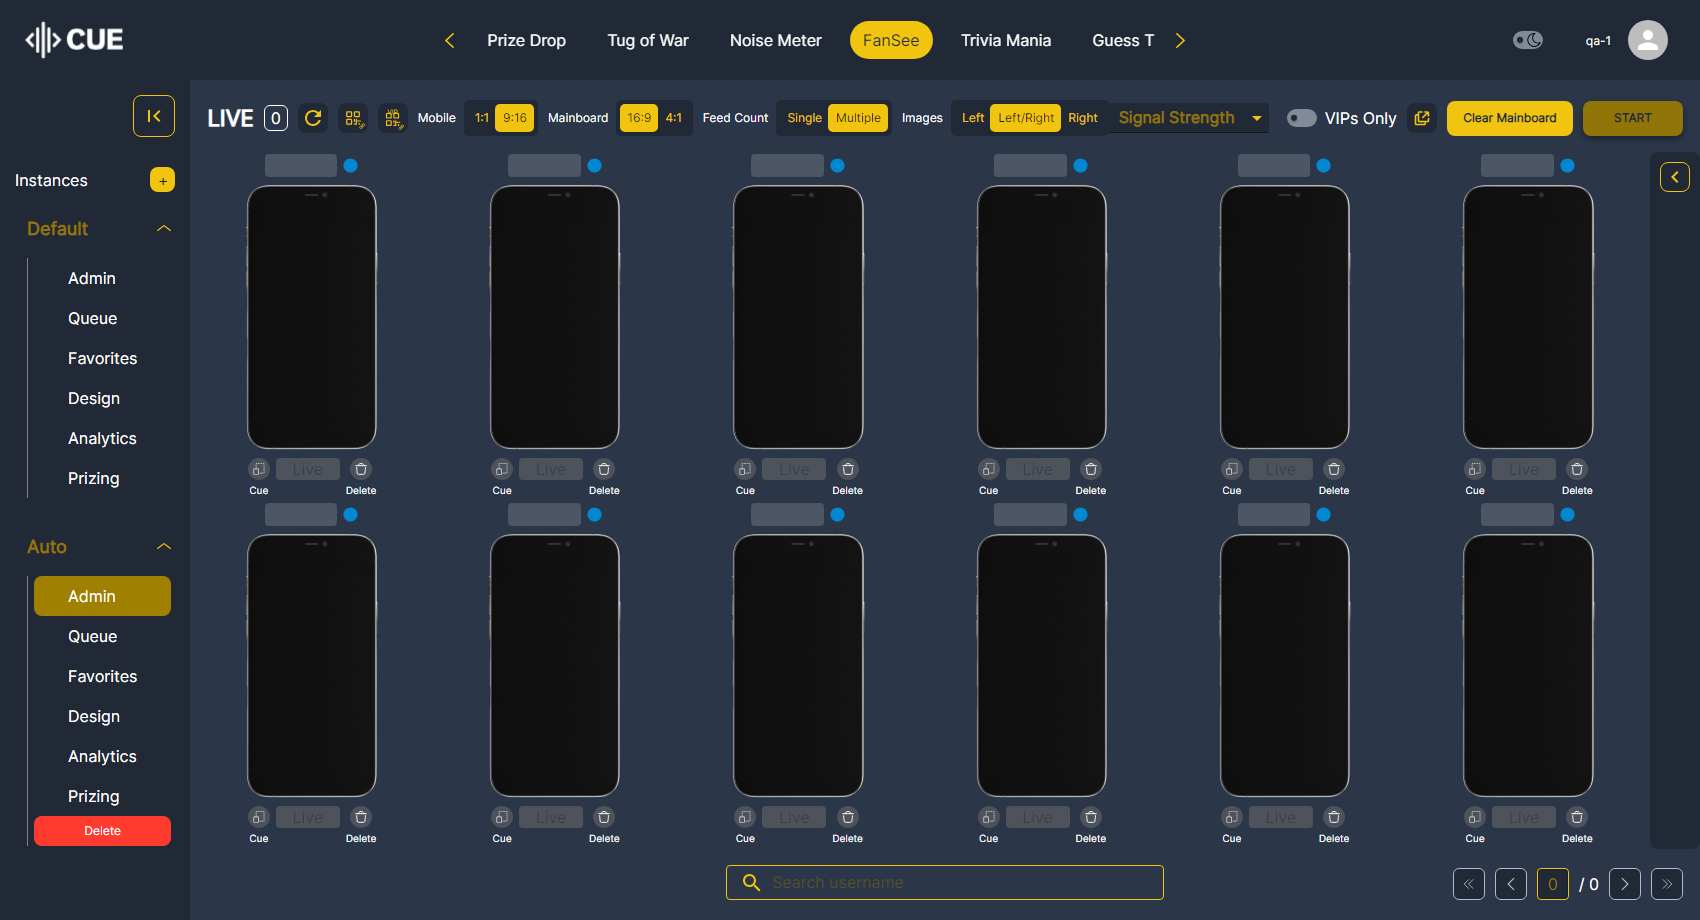 CUE
Prize Drop Tug of War Noise Meter FanSee Trivia Mania Guess T
qa-1
LIVE 0 Mobile 1:1 9:16 Mainboard 16:9 4:1 Feed Count Single Multiple Images Left Left/Right Right Signal Strength VIPs Only Clear Mainboard START
Instances +
Default
Admin
Queue
Favorites
Design
Analytics
Prizing
Auto
Admin
Queue
Favorites
Design
Analytics
Prizing
Delete
Live Live Live Live Live Live
Cue Delete Cue Delete Cue Delete Cue Delete Cue Delete Cue Delete
Live Live Live Live Live Live
Cue Delete Cue Delete Cue Delete Cue Delete Cue Delete Cue Delete
Search username
0 / 0